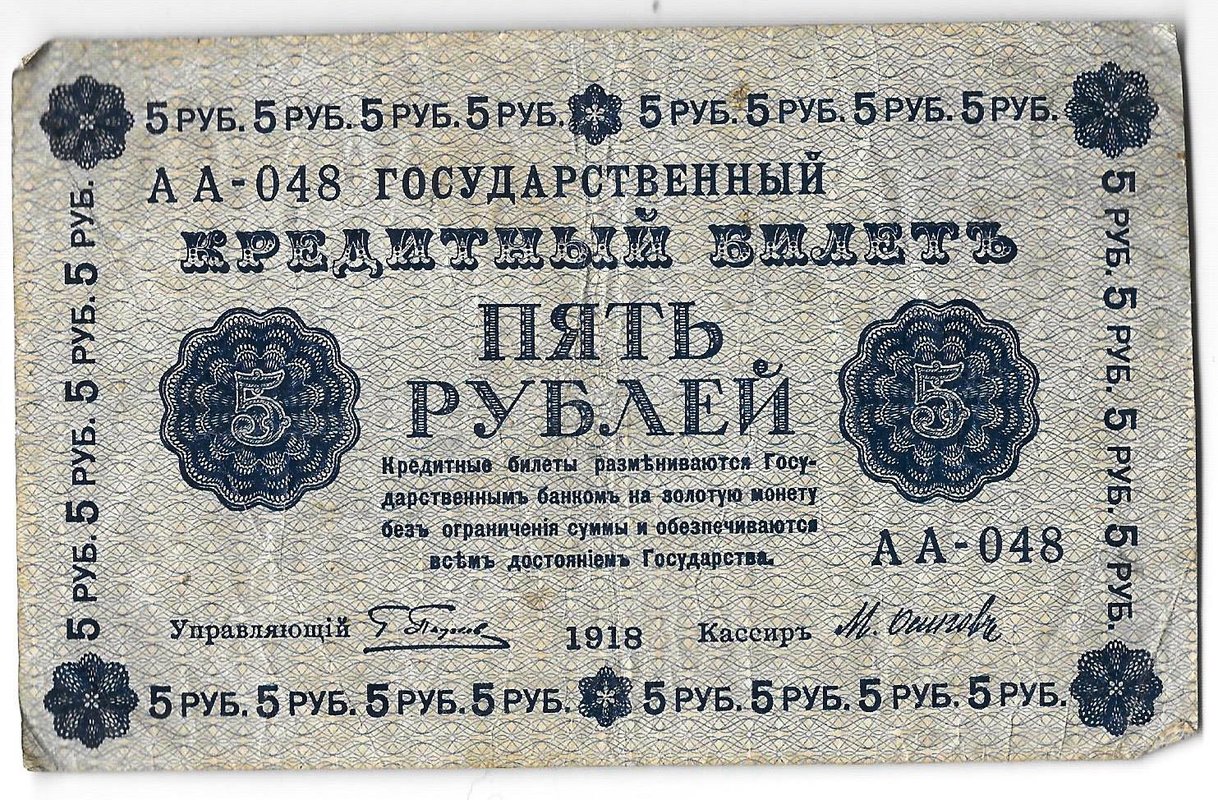 5 РУБ. 5 РУБ. 5 РУБ. 5 РУБ. 5 РУБ. 5 РУБ. 5 РУБ. 5 РУБ.
АА-048 ГОСУДАРСТВЕННЫЙ
КРЕДИТНЫЙ БИЛЕТЪ
ПЯТЬ
РУБЛЕЙ
5
5
Кредитные билеты размѣниваются Госу-
дарственнымъ банкомъ на золотую монету
безъ ограниченія суммы и обезпечиваются
всѣмъ достояніемъ Государства.
АА-048
Управляющій Г. Пятаков 1918 Кассиръ М. Осиповъ
5 РУБ. 5 РУБ. 5 РУБ. 5 РУБ. 5 РУБ. 5 РУБ. 5 РУБ. 5 РУБ.
5 РУБ. 5 РУБ. 5 РУБ. 5 РУБ.
5 РУБ. 5 РУБ. 5 РУБ. 5 РУБ.